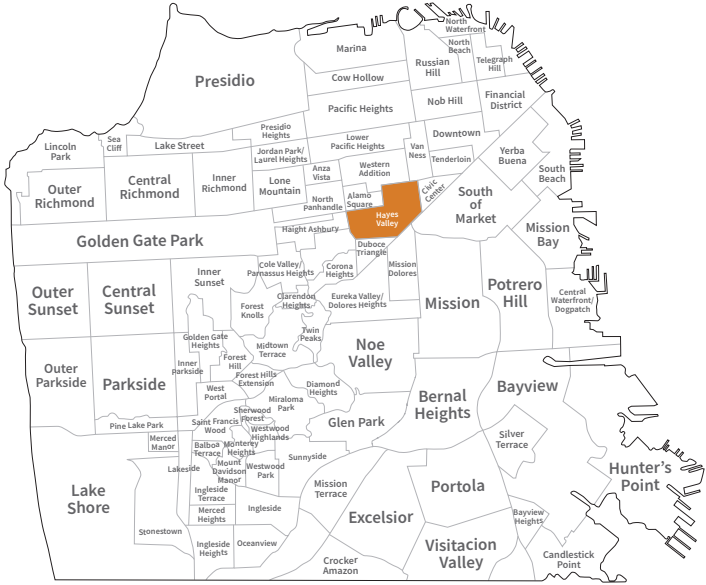 North
Waterfront
Marina
North
Beach
Russian
Hill
Telegraph
Hill
Presidio
Cow Hollow
Pacific Heights
Nob Hill
Financial
District
Presidio
Heights
Lower
Pacific Heights
Downtown
Lincoln
Park
Sea
Cliff
Lake Street
Jordan Park/
Laurel Heights
Van
Ness
Tenderloin
Yerba
Buena
Outer
Richmond
Central
Richmond
Inner
Richmond
Lone
Mountain
Anza
Vista
Western
Addition
South
Beach
North
Panhandle
Alamo
Square
Civic
Center
South
of
Market
Hayes
Valley
Golden Gate Park
Haight Ashbury
Mission
Bay
Duboce
Triangle
Inner
Sunset
Cole Valley/
Parnassus Heights
Corona
Heights
Mission
Dolores
Outer
Sunset
Central
Sunset
Forest
Knolls
Clarendon
Heights
Eureka Valley/
Dolores Heights
Mission
Potrero
Hill
Central
Waterfront/
Dogpatch
Golden Gate
Heights
Twin
Peaks
Midtown
Terrace
Noe
Valley
Outer
Parkside
Parkside
Inner
Parkside
Forest
Hill
Forest Hills
Extension
West
Portal
Diamond
Heights
Miraloma
Park
Bernal
Heights
Bayview
Pine Lake Park
Saint Francis
Wood
Sherwood
Forest
Westwood
Highlands
Glen Park
Silver
Terrace
Merced
Manor
Balboa
Terrace
Monterey
Heights
Sunnyside
Lakeside
Mount
Davidson
Manor
Westwood
Park
Hunter's
Point
Lake
Shore
Ingleside
Terrace
Mission
Terrace
Portola
Merced
Heights
Ingleside
Excelsior
Bayview
Heights
Stonestown
Ingleside
Heights
Oceanview
Visitacion
Valley
Crocker
Amazon
Candlestick
Point